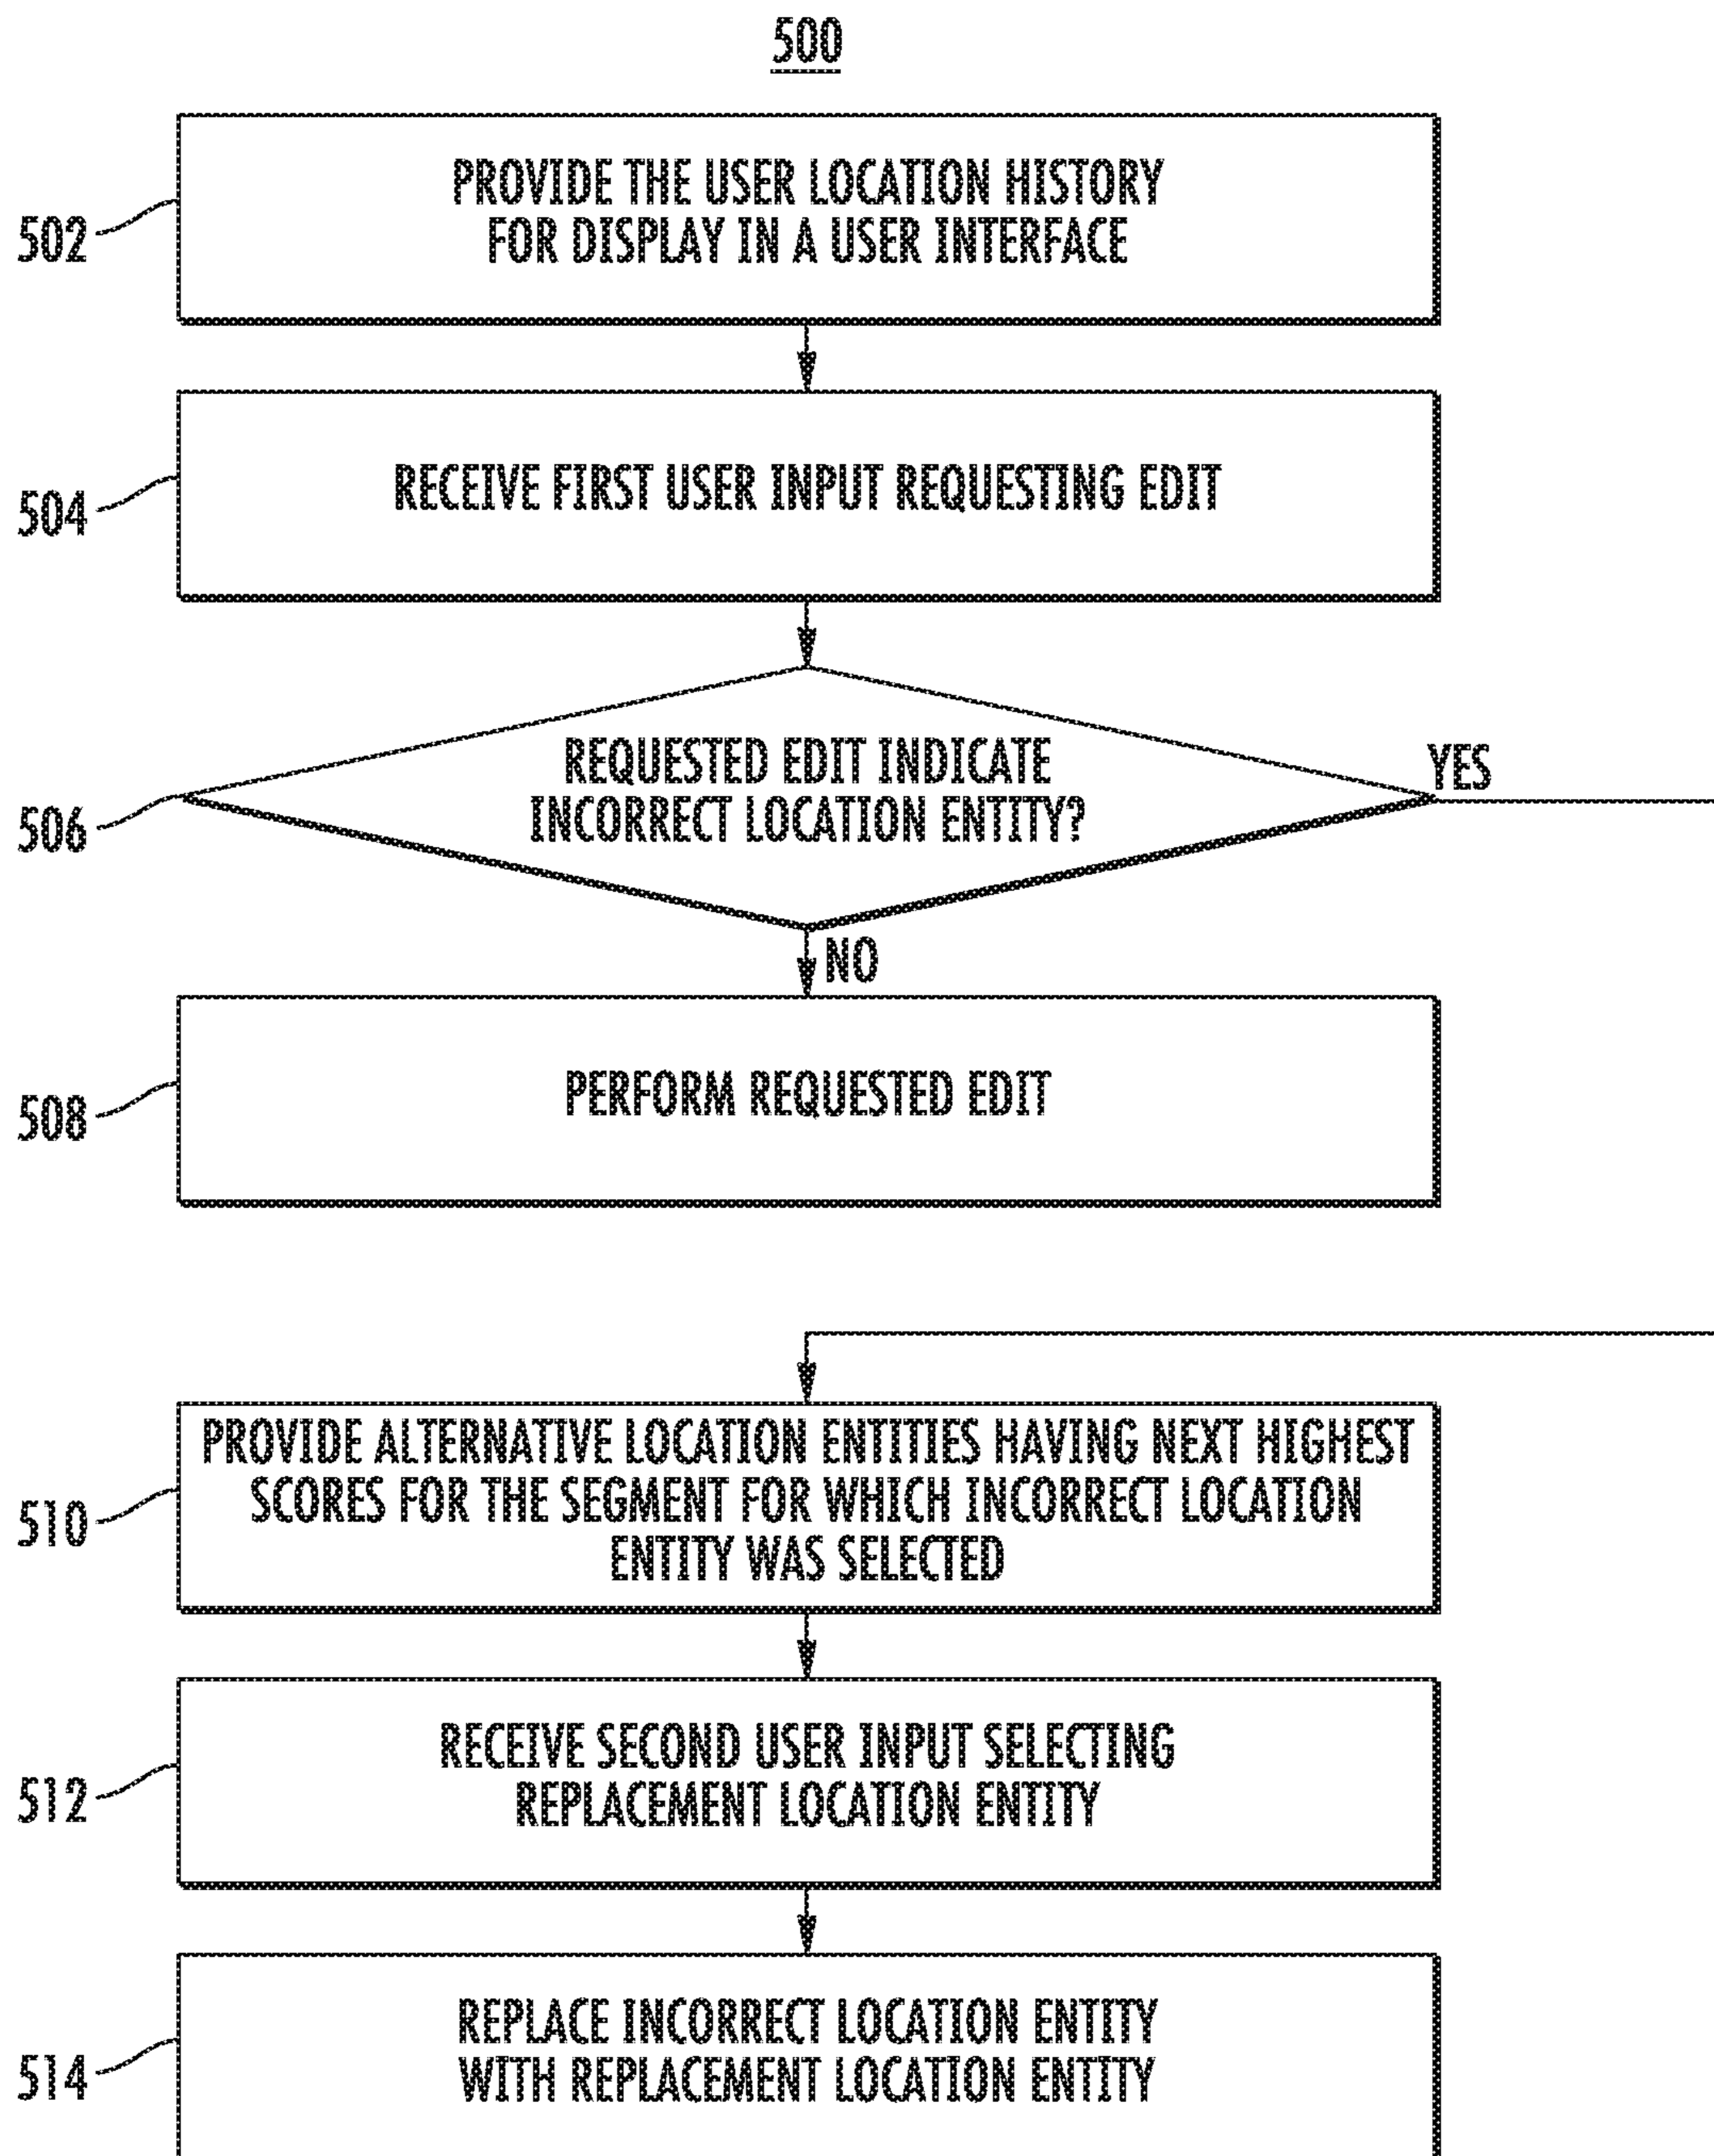 500
PROVIDE THE USER LOCATION HISTORY
FOR DISPLAY IN A USER INTERFACE
502
RECEIVE FIRST USER INPUT REQUESTING EDIT
504
REQUESTED EDIT INDICATE
INCORRECT LOCATION ENTITY?
YES
506
NO
PERFORM REQUESTED EDIT
508
PROVIDE ALTERNATIVE LOCATION ENTITIES HAVING NEXT HIGHEST
SCORES FOR THE SEGMENT FOR WHICH INCORRECT LOCATION
ENTITY WAS SELECTED
510
RECEIVE SECOND USER INPUT SELECTING
REPLACEMENT LOCATION ENTITY
512
REPLACE INCORRECT LOCATION ENTITY
WITH REPLACEMENT LOCATION ENTITY
514